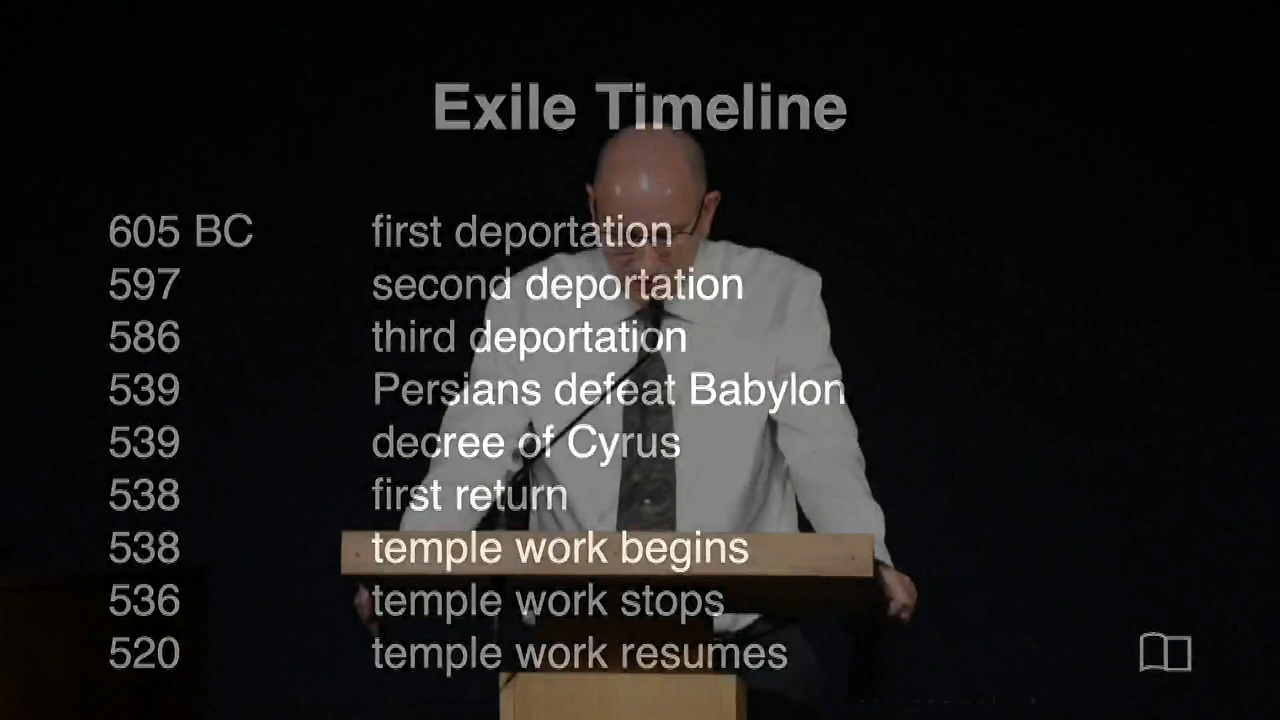 Exile Timeline
605 BC first deportation
597 second deportation
586 third deportation
539 Persians defeat Babylon
539 decree of Cyrus
538 first return
538 temple work begins
536 temple work stops
520 temple work resumes